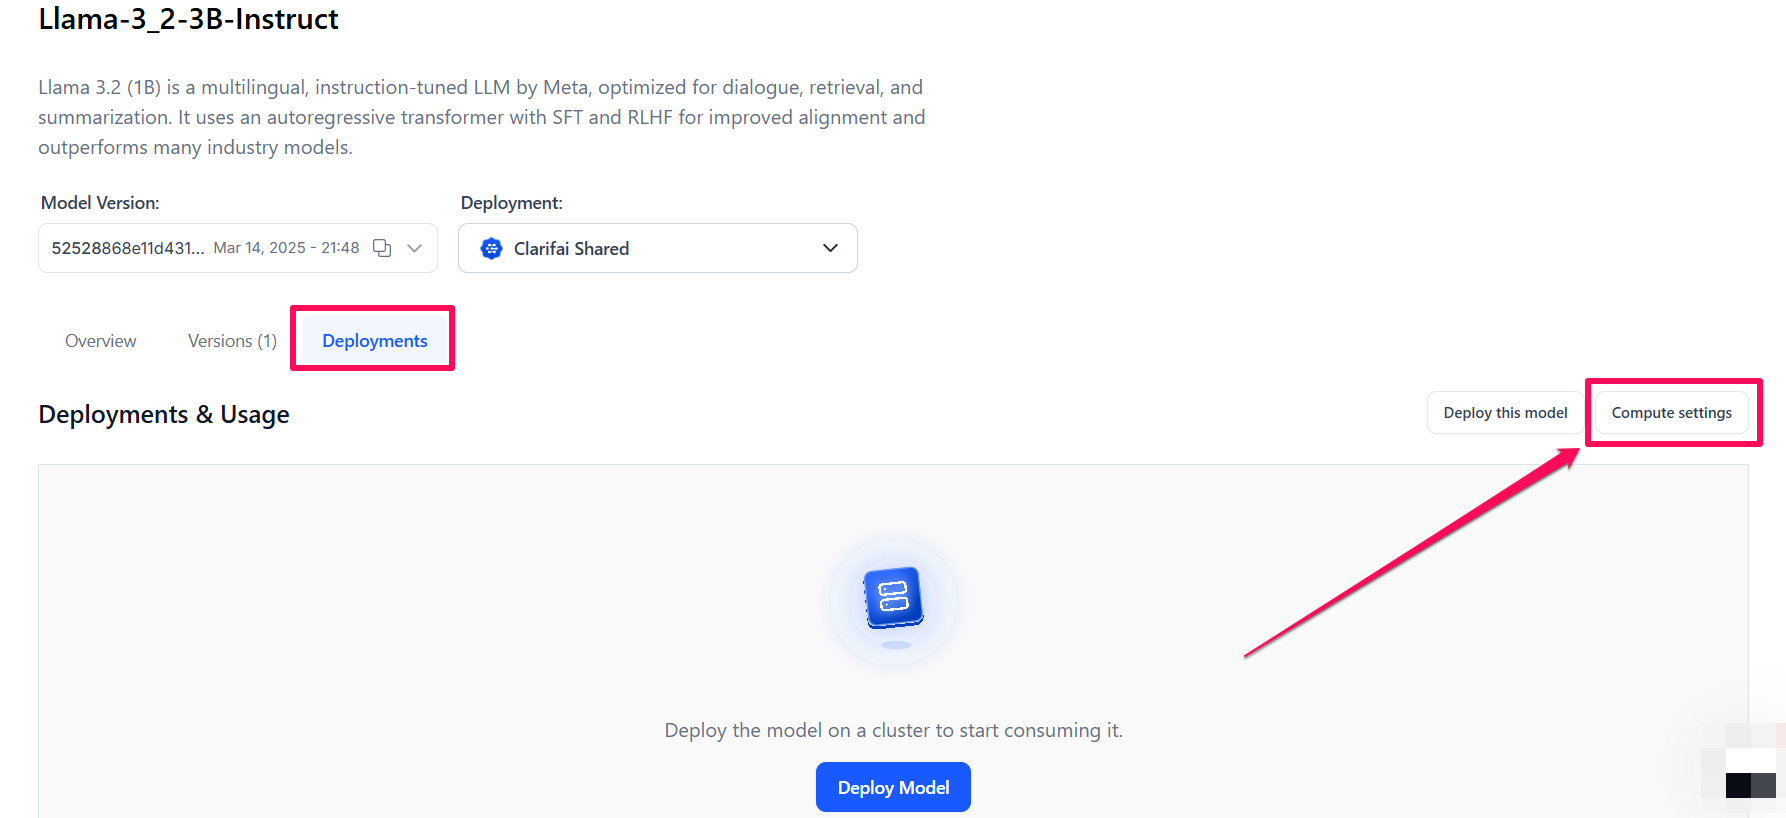 Llama-3_2-3B-Instruct
Llama 3.2 (1B) is a multilingual, instruction-tuned LLM by Meta, optimized for dialogue, retrieval, and
summarization. It uses an autoregressive transformer with SFT and RLHF for improved alignment and
outperforms many industry models.
Model Version:
Deployment:
52528868e11d431... Mar 14, 2025 - 21:48
Clarifai Shared
Overview
Versions (1)
Deployments
Deployments & Usage
Deploy this model
Compute settings
Deploy the model on a cluster to start consuming it.
Deploy Model